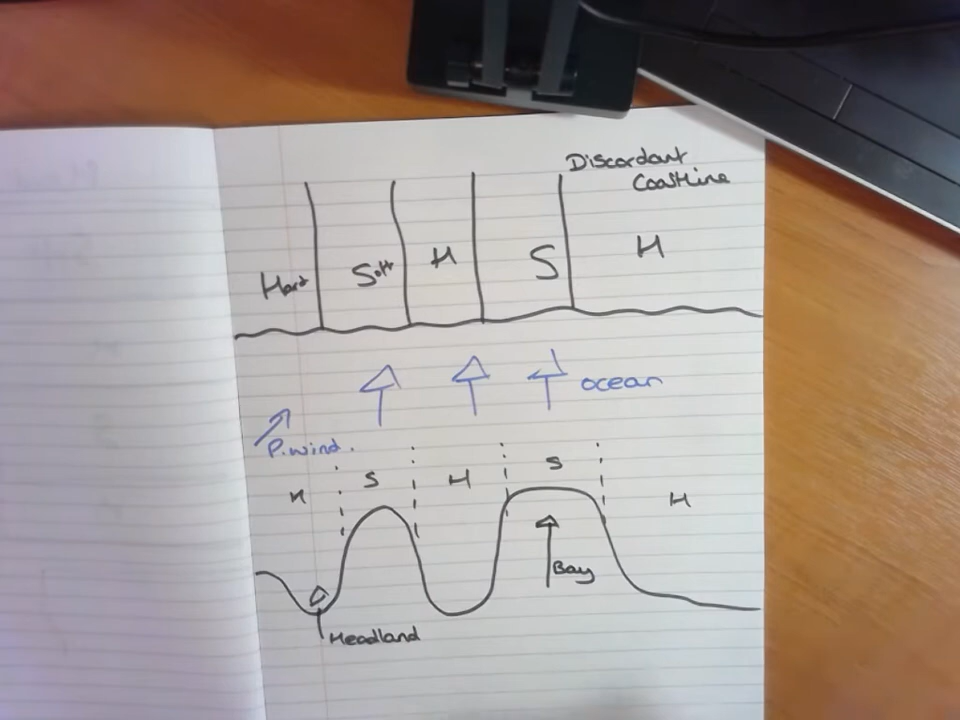 Discordant
Coastline
Hard Soft H S H
ocean
P.wind.
H S H S H
Bay
Headland